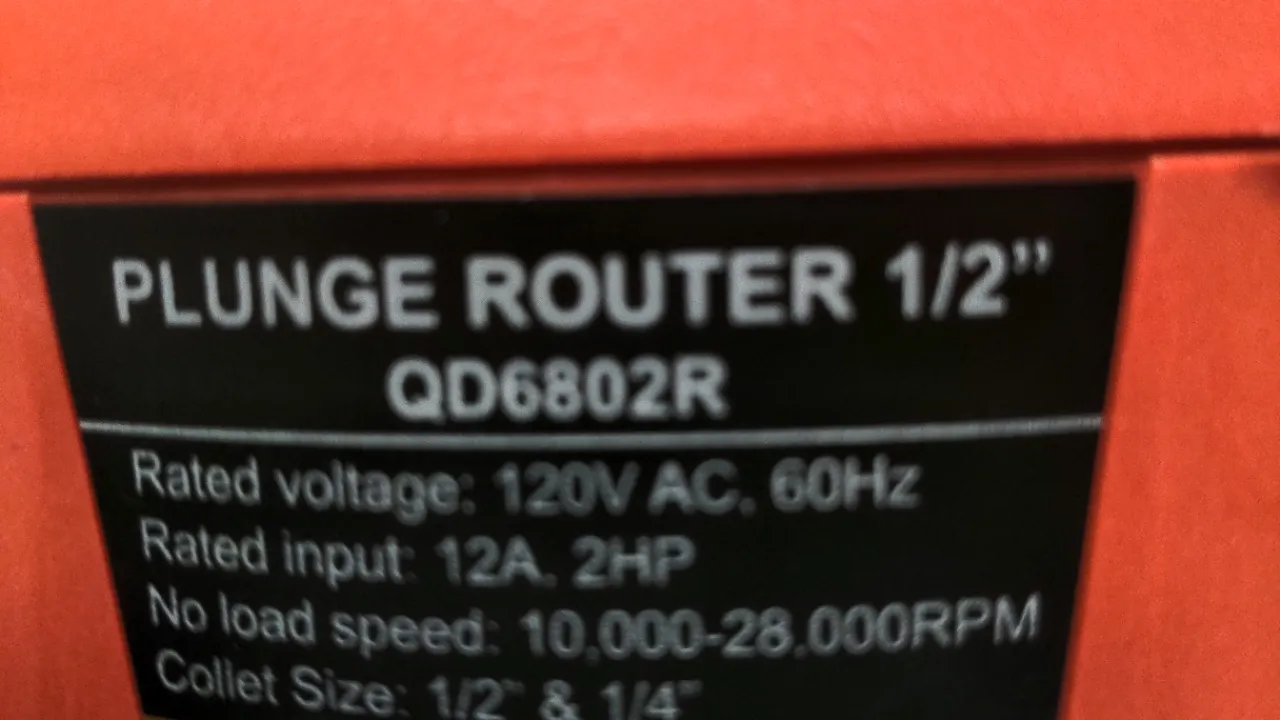 PLUNGE ROUTER 1/2”
QD6802R
Rated voltage: 120V AC, 60Hz
Rated input: 12A, 2HP
No load speed: 10,000-28,000RPM
Collet Size: 1/2" & 1/4"